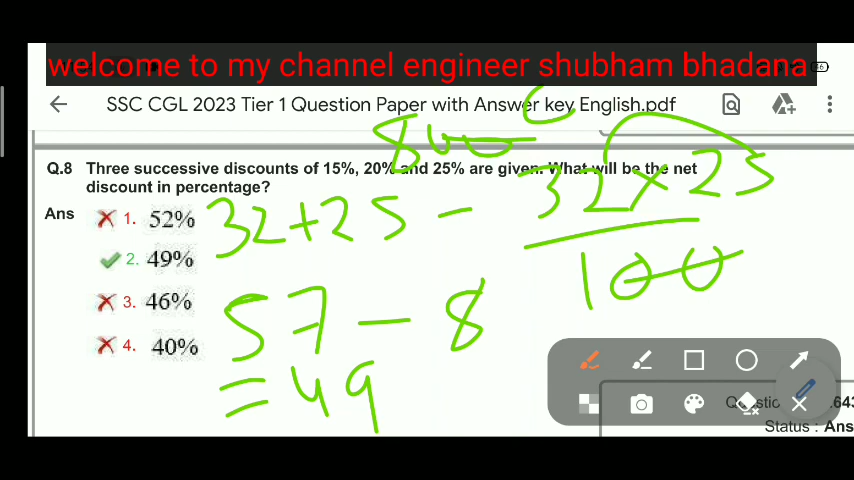 welcome to my channel engineer shubham bhadana
SSC CGL 2023 Tier 1 Question Paper with Answer key English.pdf
800
Q.8 Three successive discounts of 15%, 20% and 25% are given. What will be the net
discount in percentage?
Ans
1. 52%
2. 49%
3. 46%
4. 40%
32+25 - 32×25
100
57 - 8
= 49
Status : Ans